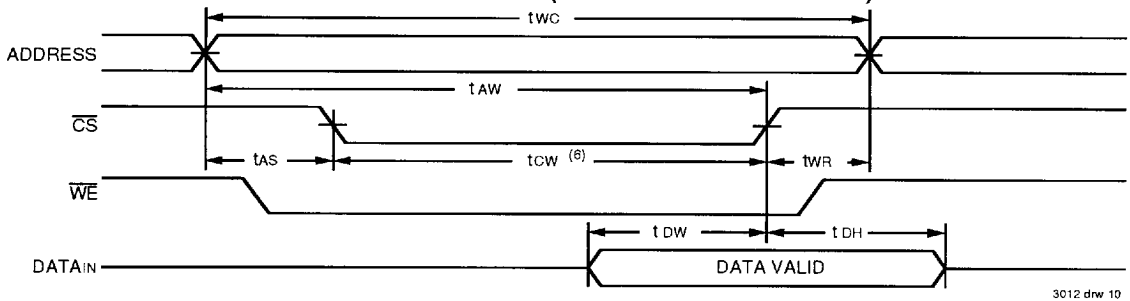 tWC
ADDRESS
tAW
CS
tAS
tCW (6)
tWR
WE
tDW
tDH
DATAIN
DATA VALID
3012 drw 10